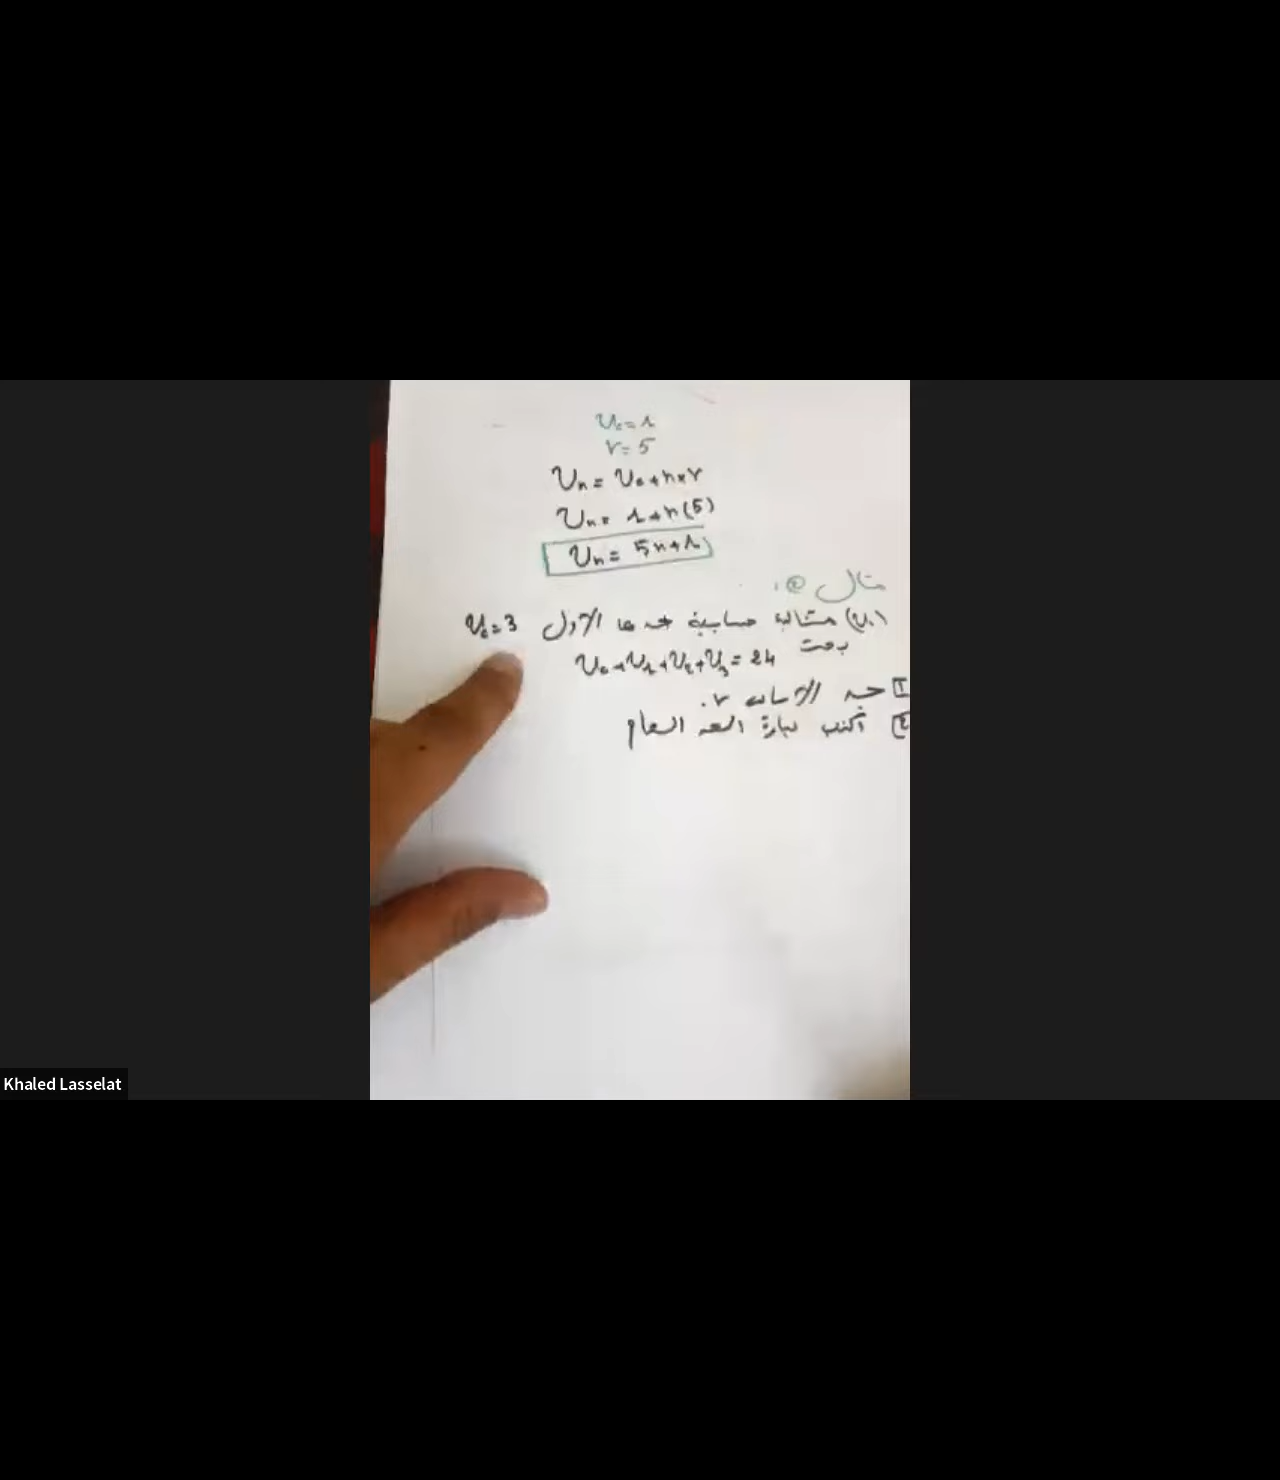 U₀ = 1
r = 5
Uₙ = U₀ + n×r
Uₙ = 1 + n(5)
Uₙ = 5n + 1
مثال ②.
(Uₙ) متتالية حسابية حدها الأول U₀ = 3
بحيث
U₀ + U₁ + U₂ + U₃ = 24
1 جد الأساس r.
2 أكتب عبارة الحد العام
Khaled Lasselat